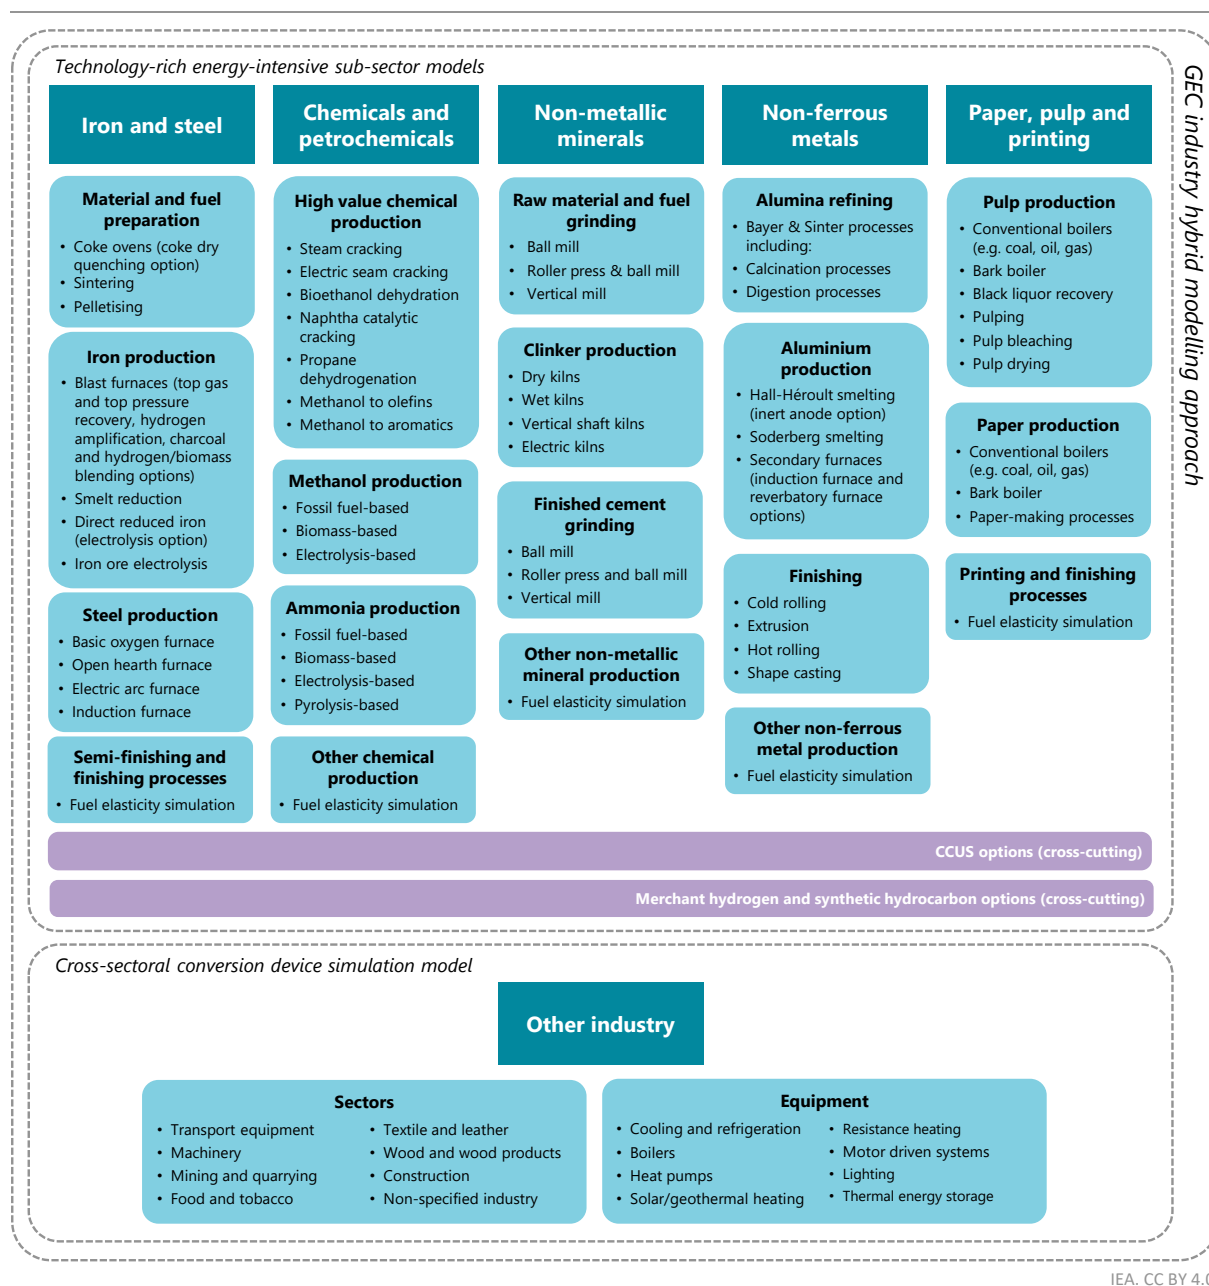 Technology-rich energy-intensive sub-sector models
GEC industry hybrid modelling approach
Iron and steel
Material and fuel
preparation
• Coke ovens (coke dry
quenching option)
• Sintering
• Pelletising
Iron production
• Blast furnaces (top gas
and top pressure
recovery, hydrogen
amplification, charcoal
and hydrogen/biomass
blending options)
• Smelt reduction
• Direct reduced iron
(electrolysis option)
• Iron ore electrolysis
Steel production
• Basic oxygen furnace
• Open hearth furnace
• Electric arc furnace
• Induction furnace
Semi-finishing and
finishing processes
• Fuel elasticity simulation
Chemicals and
petrochemicals
High value chemical
production
• Steam cracking
• Electric seam cracking
• Bioethanol dehydration
• Naphtha catalytic
cracking
• Propane
dehydrogenation
• Methanol to olefins
• Methanol to aromatics
Methanol production
• Fossil fuel-based
• Biomass-based
• Electrolysis-based
Ammonia production
• Fossil fuel-based
• Biomass-based
• Electrolysis-based
• Pyrolysis-based
Other chemical
production
• Fuel elasticity simulation
Non-metallic
minerals
Raw material and fuel
grinding
• Ball mill
• Roller press & ball mill
• Vertical mill
Clinker production
• Dry kilns
• Wet kilns
• Vertical shaft kilns
• Electric kilns
Finished cement
grinding
• Ball mill
• Roller press and ball mill
• Vertical mill
Other non-metallic
mineral production
• Fuel elasticity simulation
Non-ferrous
metals
Alumina refining
• Bayer & Sinter processes
including:
• Calcination processes
• Digestion processes
Aluminium
production
• Hall-Héroult smelting
(inert anode option)
• Soderberg smelting
• Secondary furnaces
(induction furnace and
reverbatory furnace
options)
Finishing
• Cold rolling
• Extrusion
• Hot rolling
• Shape casting
Other non-ferrous
metal production
• Fuel elasticity simulation
Paper, pulp and
printing
Pulp production
• Conventional boilers
(e.g. coal, oil, gas)
• Bark boiler
• Black liquor recovery
• Pulping
• Pulp bleaching
• Pulp drying
Paper production
• Conventional boilers
(e.g. coal, oil, gas)
• Bark boiler
• Paper-making processes
Printing and finishing
processes
• Fuel elasticity simulation
CCUS options (cross-cutting)
Merchant hydrogen and synthetic hydrocarbon options (cross-cutting)
Cross-sectoral conversion device simulation model
Other industry
Sectors
• Transport equipment
• Machinery
• Mining and quarrying
• Food and tobacco
• Textile and leather
• Wood and wood products
• Construction
• Non-specified industry
Equipment
• Cooling and refrigeration
• Boilers
• Heat pumps
• Solar/geothermal heating
• Resistance heating
• Motor driven systems
• Lighting
• Thermal energy storage
IEA. CC BY 4.0